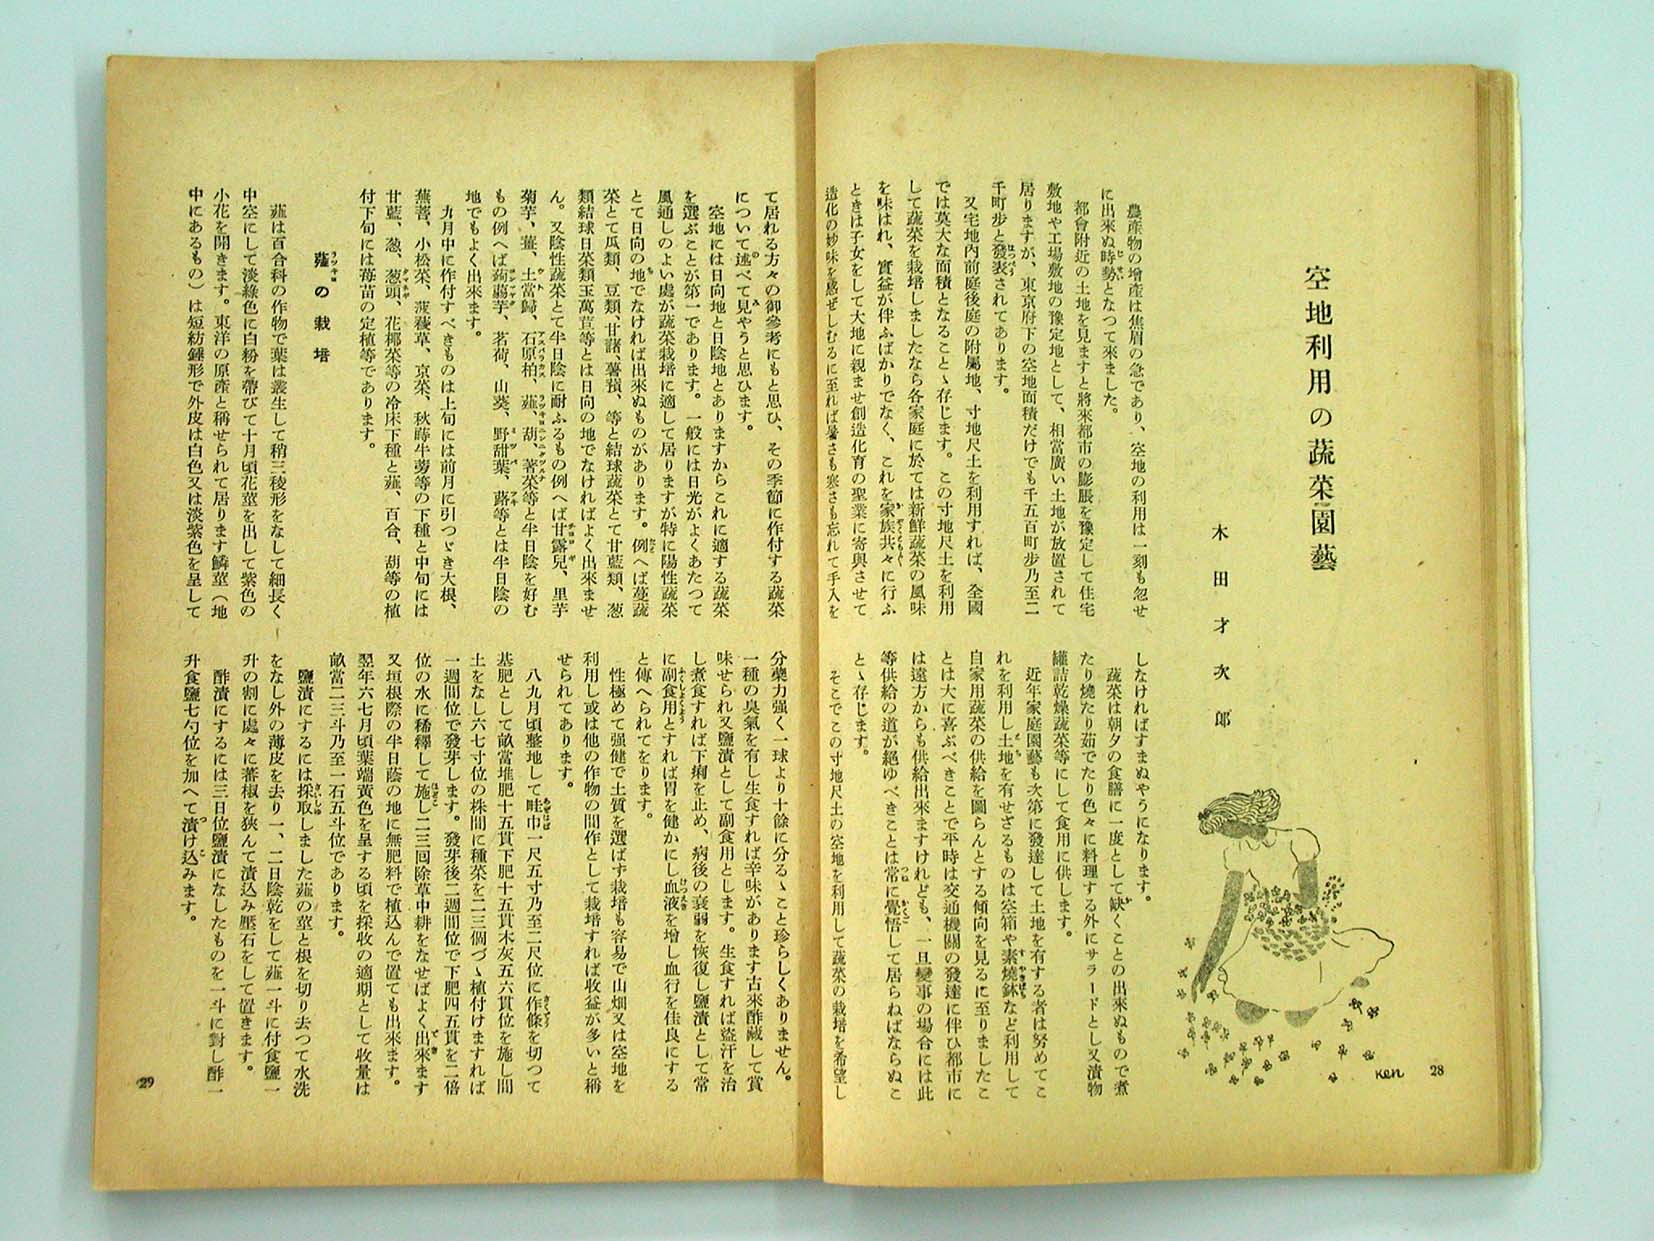 空地利用の蔬菜園藝
木田才次郎
農產物の增產は焦眉の急であり、空地の利用は一刻も忽せ
に出來ぬ時勢となつて來ました。
都會附近の土地を見ますと將來都市の膨脹を豫定して住宅
敷地や工場敷地の豫定地として、相當廣い土地が放置されて
居りますが、東京府下の空地面積だけでも千五百町步乃至二
千町步と發表されてあります。
又宅地內前庭後庭の附屬地、寸地尺土を利用すれば、全國
では莫大な面積となることゝ存じます。この寸地尺土を利用
して蔬菜を栽培しましたなら各家庭に於ては新鮮蔬菜の風味
を味はれ、實益が伴ふばかりでなく、これを家族共々に行ふ
ときは子女をして大地に親ませ創造化育の聖業に寄與させて
造化の妙味を感ぜしむるに至れば暑さも寒さも忘れて手入を
しなければすまぬやうになります。
蔬菜は朝夕の食膳に一度として缺くことの出來ぬもので煮
たり燒たり茹でたり色々に料理する外にサラードとし又漬物
罐詰乾燥蔬菜等にして食用に供します。
近年家庭園藝も次第に發達して土地を有する者は努めてこ
れを利用し土地を有せざるものは空箱や素燒鉢など利用して
自家用蔬菜の供給を圖らんとする傾向を見るに至りましたこ
とは大に喜ぶべきことで平時は交通機關の發達に伴ひ都市に
は遠方からも供給出來ますけれども、一旦變事の場合には此
等供給の道が絕ゆべきことは常に覺悟して居らねばならぬこ
とゝ存じます。
そこでこの寸地尺土の空地を利用して蔬菜の栽培を希望し
Ken
28
て居れる方々の御參考にもと思ひ、その季節に作付する蔬菜
について述べて見やうと思ひます。
空地には日向地と日陰地とありますからこれに適する蔬菜
を選ぶことが第一であります。一般には日光がよくあたつて
風通しのよい處が蔬菜栽培に適して居りますが特に陽性蔬菜
とて日向の地でなければ出來ぬものがあります。例へば蔓蔬
菜とて瓜類、豆類、甘藷、薯蕷、等と結球蔬菜とて甘藍類、葱
類結球白菜類玉萵苣等とは日向の地でなければよく出來ませ
ん。又陰性蔬菜とて半日陰に耐ふるもの例へば甘露兒、里芋
菊芋、薑、土當歸、石原柏、薤、葫、著菜等と半日陰を好む
もの例へば蒟蒻芋、茗荷、山葵、野甜葉、蕗等とは半日陰の
地でもよく出來ます。
九月中に作付すべきものは上旬には前月に引つゞき大根、
蕪菁、小松菜、菠薐草、京菜、秋蒔牛蒡等の下種と中旬には
甘藍、葱、葱頭、花椰菜等の冷床下種と薤、百合、葫等の植
付下旬には苺苗の定植等であります。
薤の栽培
薤は百合科の作物で葉は叢生して稍三稜形をなして細長く
中空にして淡綠色に白粉を帶びて十月頃花莖を出して紫色の
小花を開きます。東洋の原產と稱せられて居ります鱗莖(地
中にあるもの)は短紡錘形で外皮は白色又は淡紫色を呈して
分蘖力强く一球より十餘に分るゝこと珍らしくありません。
一種の臭氣を有し生食すれば辛味があります古來酢藏して賞
味せられ又鹽漬として副食用とします。生食すれば盜汗を治
し煮食すれば下痢を止め、病後の衰弱を恢復し鹽漬として常
に副食用とすれば胃を健かにし血液を增し血行を佳良にする
と傳へられてをります。
性極めて强健で土質を選ばず栽培も容易で山畑又は空地を
利用し或は他の作物の間作として栽培すれば收益が多いと稱
せられてあります。
八九月頃整地して畦巾一尺五寸乃至二尺位に作條を切つて
基肥として畝當堆肥十五貫下肥十五貫木灰五六貫位を施し間
土をなし六七寸位の株間に種菜を二三個づゝ植付けますれば
一週間位で發芽します。發芽後二週間位で下肥四五貫を二倍
位の水に稀釋して施し二三回除草中耕をなせばよく出來ます
又垣根際の半日蔭の地に無肥料で植込んで置ても出來ます。
翌年六七月頃葉端黃色を呈する頃を採收の適期として收量は
畝當二三斗乃至一石五斗位であります。
鹽漬にするには採取しました薤の莖と根を切り去つて水洗
をなし外の薄皮を去り一、二日陰乾をして薤一斗に付食鹽一
升の割に處々に蕃椒を狹んて漬込み壓石をして置きます。
酢漬にするには三日位鹽漬になしたものを一斗に對し酢一
升食鹽七勺位を加へて漬け込みます。
29